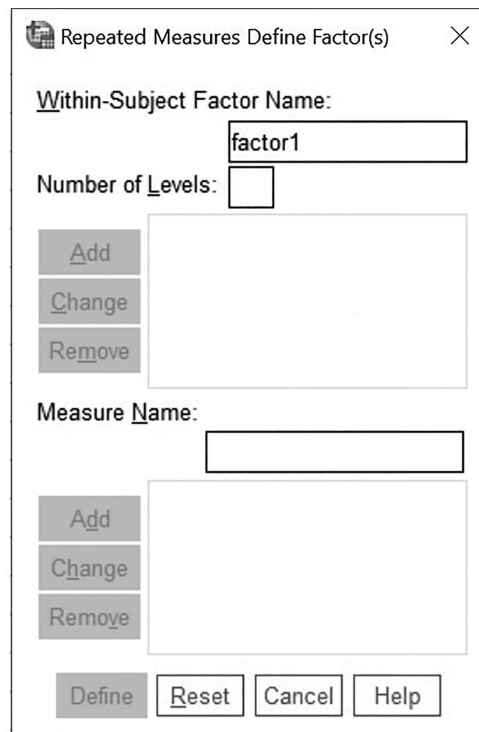 Repeated Measures Define Factor(s)
Within-Subject Factor Name:
factor1
Number of Levels:
Add
Change
Remove
Measure Name:
Add
Change
Remove
Define Reset Cancel Help